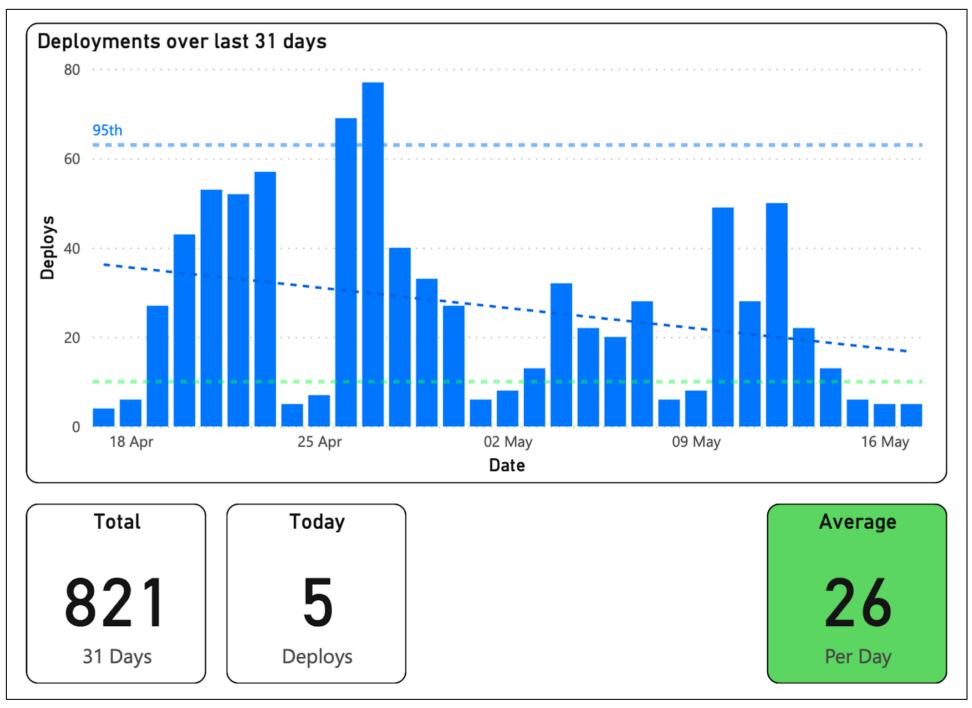 Deployments over last 31 days
80
95th
60
40
20
0
Deploys
18 Apr 25 Apr 02 May 09 May 16 May
Date
Total
821
31 Days
Today
5
Deploys
Average
26
Per Day